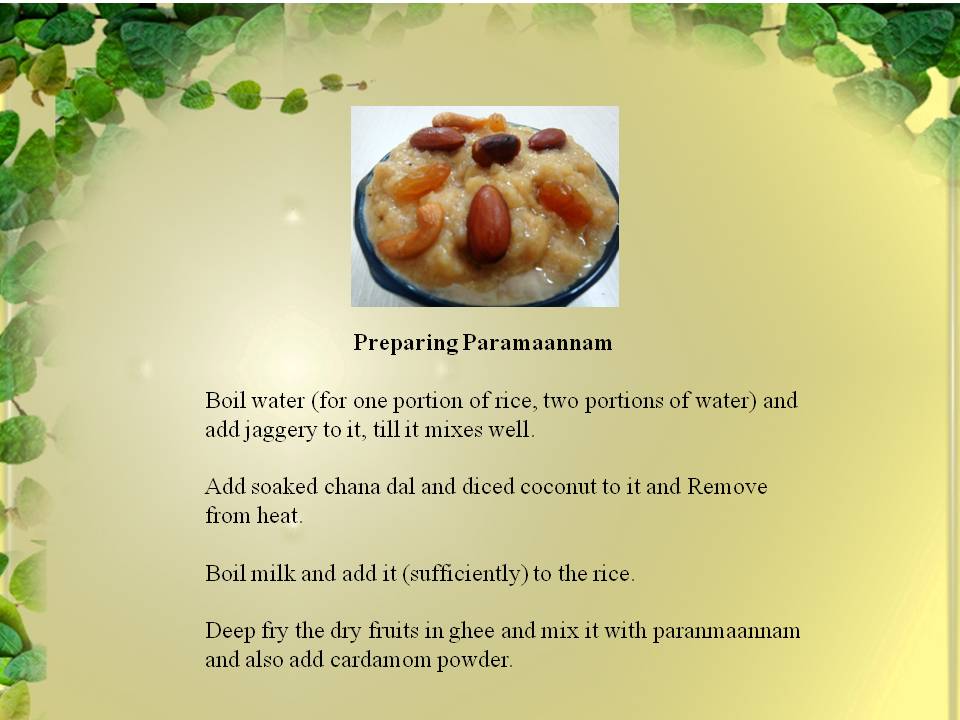 Preparing Paramaannam
Boil water (for one portion of rice, two portions of water) and
add jaggery to it, till it mixes well.
Add soaked chana dal and diced coconut to it and Remove
from heat.
Boil milk and add it (sufficiently) to the rice.
Deep fry the dry fruits in ghee and mix it with paranmaannam
and also add cardamom powder.